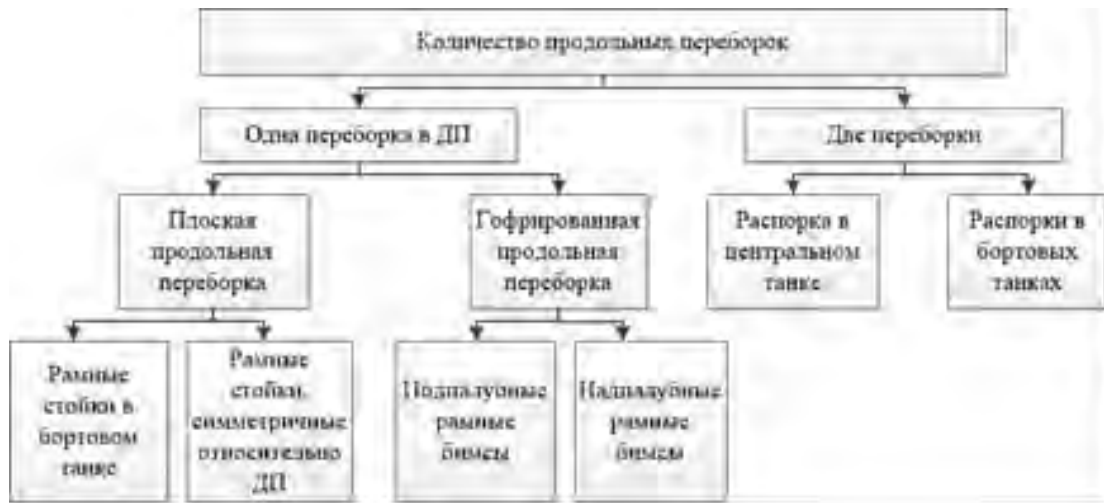 Количество продольных переборок
Одна переборка в ДП
Две переборки
Плоская
продольная
переборка
Гофрированная
продольная
переборка
Распорка в
центральном
танке
Распорки в
бортовых
танках
Рамные
стойки в
бортовом
танке
Рамные
стойки,
симметричные
относительно
ДП
Подпалубные
рамные
бимсы
Надпалубные
рамные
бимсы